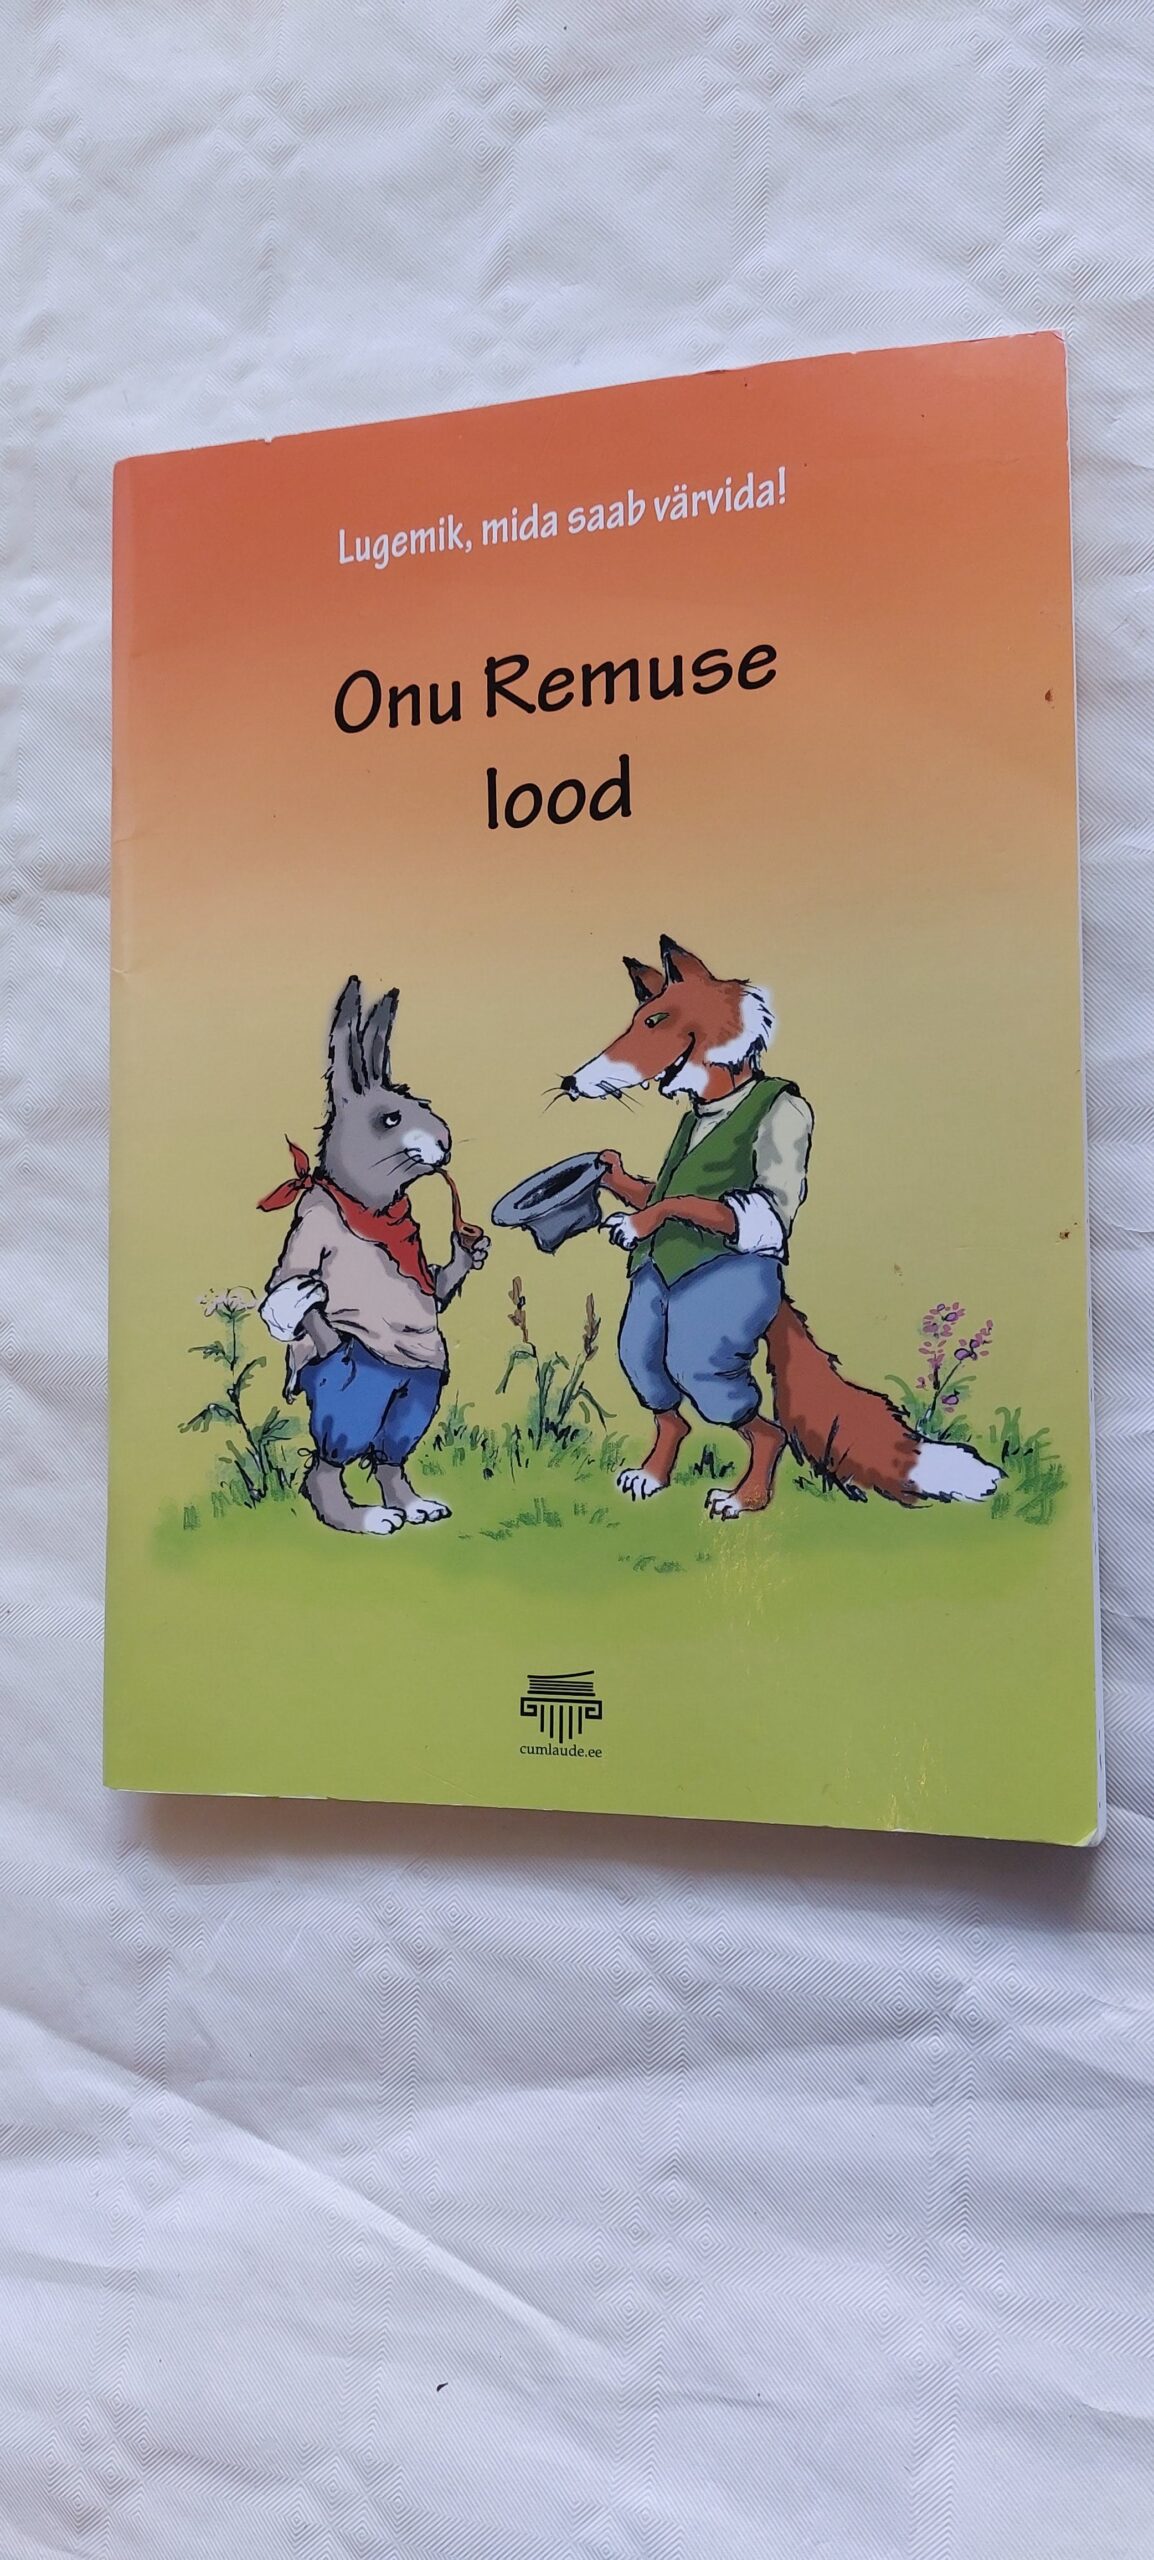 Lugemik, mida saab värvida!
Onu Remuse
lood
cumlaude.ee